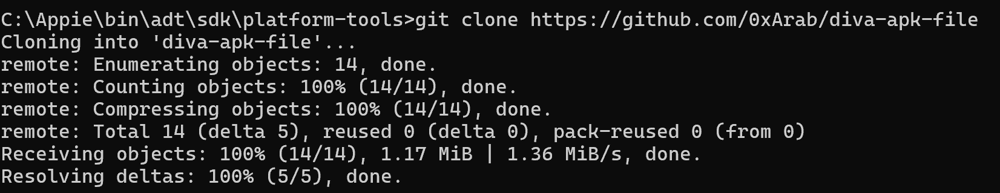 C:\Appie\bin\adt\sdk\platform-tools>git clone https://github.com/0xArab/diva-apk-file
Cloning into 'diva-apk-file'...
remote: Enumerating objects: 14, done.
remote: Counting objects: 100% (14/14), done.
remote: Compressing objects: 100% (14/14), done.
remote: Total 14 (delta 5), reused 0 (delta 0), pack-reused 0 (from 0)
Receiving objects: 100% (14/14), 1.17 MiB | 1.36 MiB/s, done.
Resolving deltas: 100% (5/5), done.